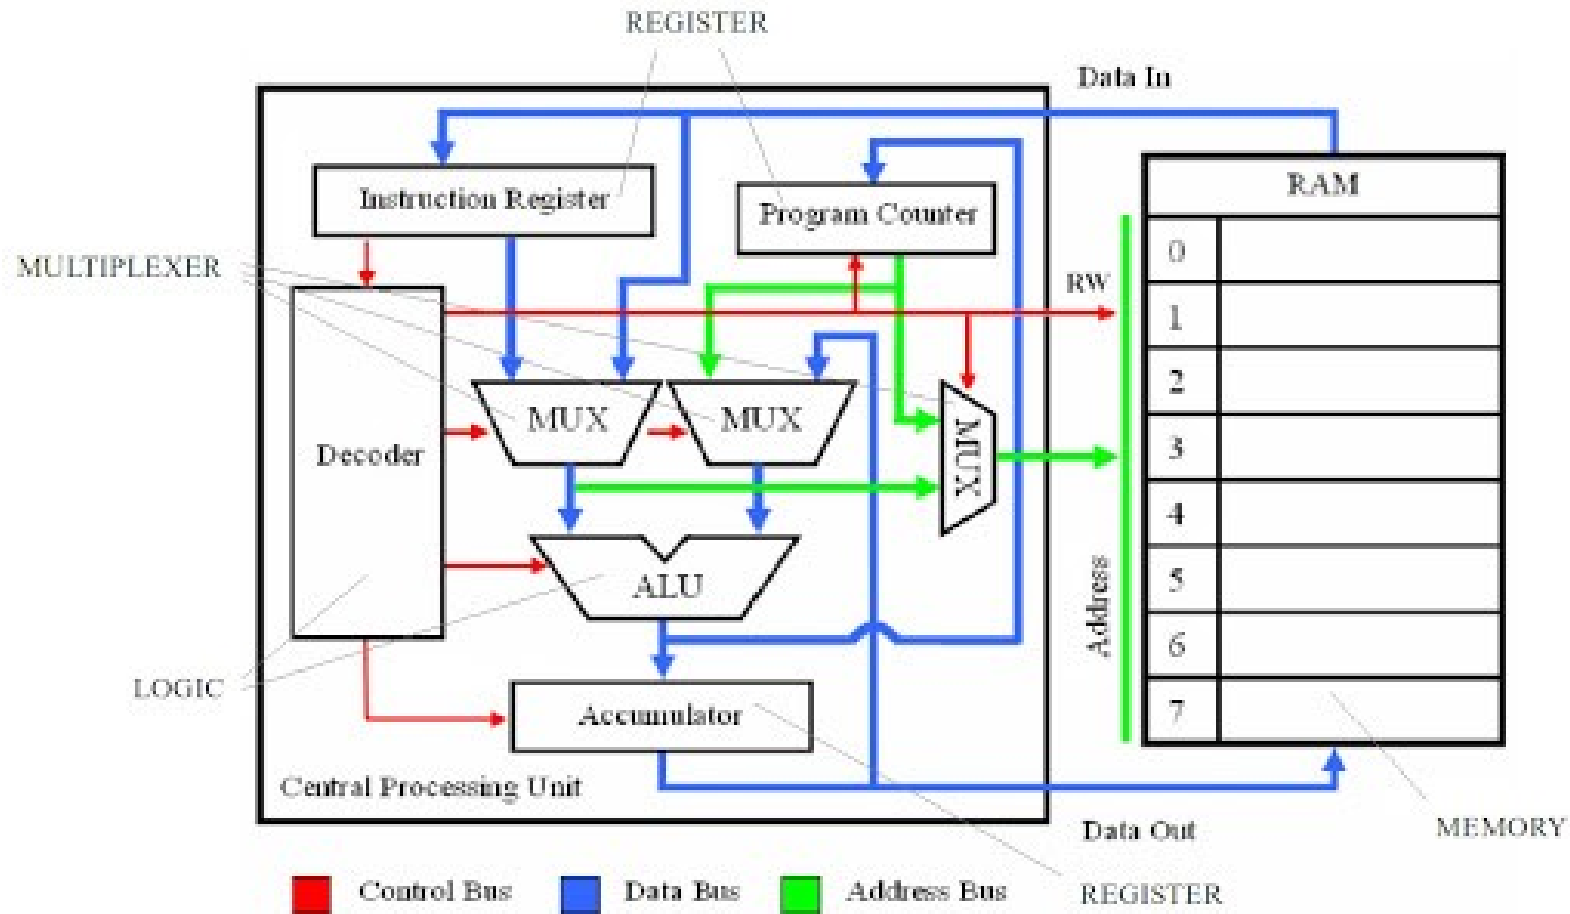 REGISTER
Data In
Instruction Register
Program Counter
RAM
MULTIPLEXER
RW
0
1
2
3
4
5
6
7
MUX
MUX
MUX
Decoder
ALU
Address
LOGIC
Accumulator
Central Processing Unit
Data Out
MEMORY
Control Bus
Data Bus
Address Bus
REGISTER